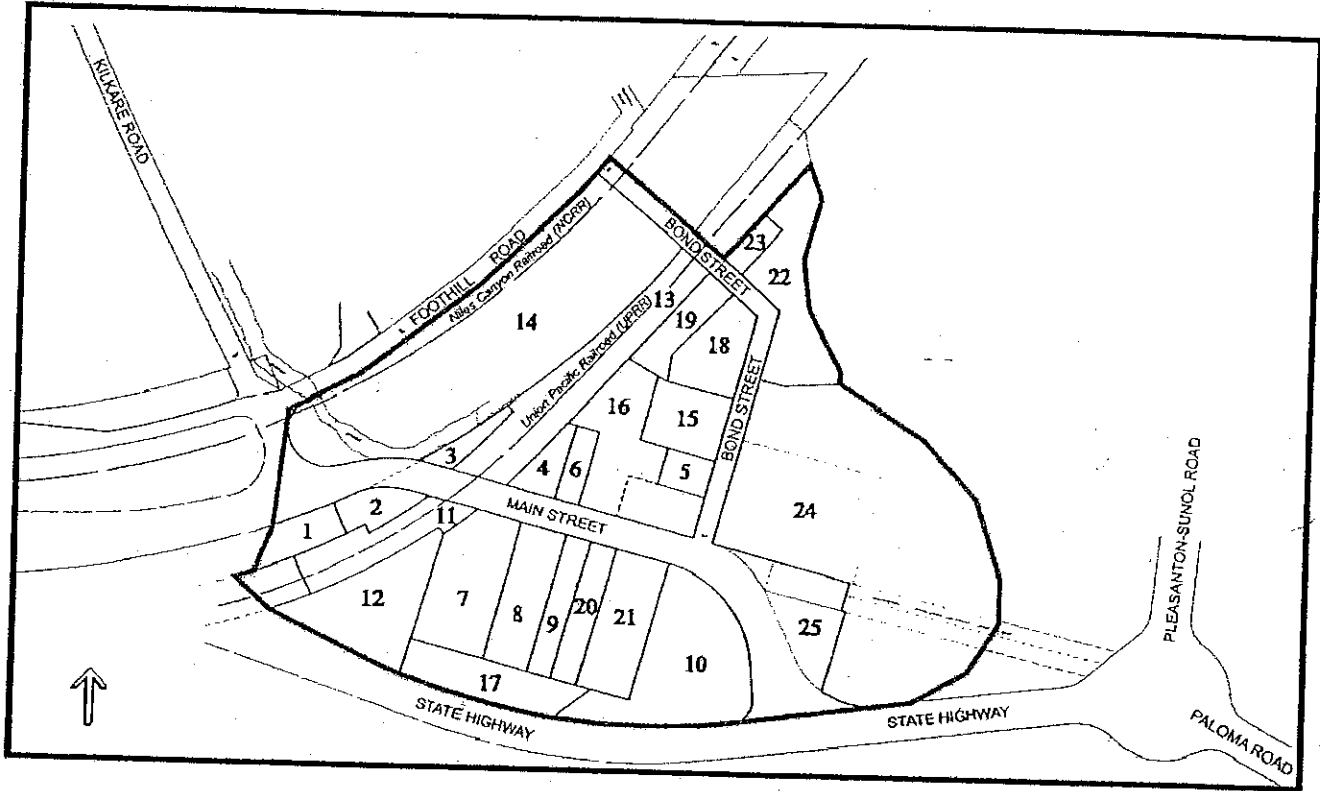 KILKARE ROAD
FOOTHILL ROAD
Niles Canyon Railroad (NCRR)
BOND STREET
23
22
14
13
Union Pacific Railroad (UPRR)
19
18
16
15
BOND STREET
3
4
6
5
2
MAIN STREET
24
1
11
PLEASANTON-SUNOL ROAD
12
7
8
9
20
21
25
10
17
STATE HIGHWAY
STATE HIGHWAY
PALOMA ROAD